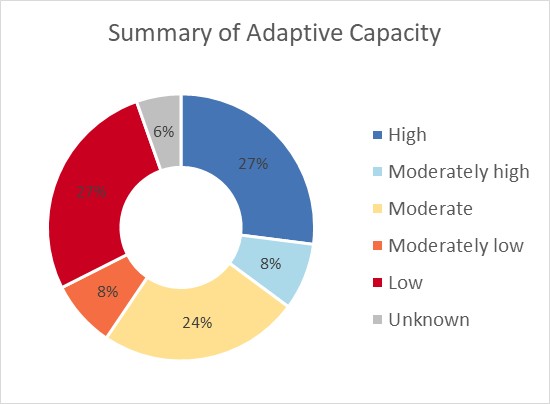 Summary of Adaptive Capacity
6%
27%
High
Moderately high
27%
Moderate
8%
Moderately low
8%
Low
24%
Unknown